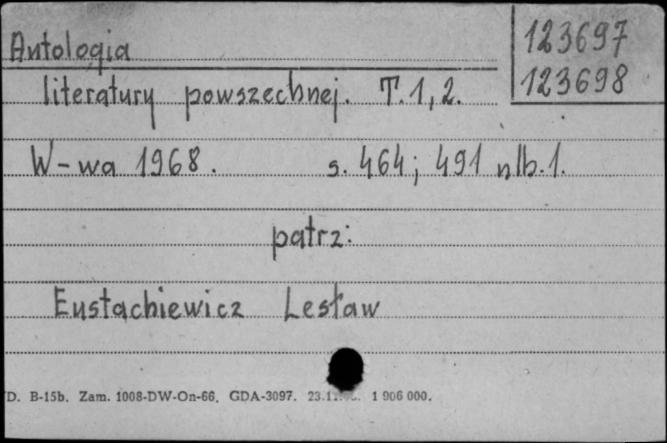 123697
Antologia
123698
literatury powszechnej. T.1,2.
W-wa 1968. s. 464; 491 nlb.1.
patrz:
Eustachiewicz Lesław
D. B-15b. Zam. 1008-DW-On-66. GDA-3097. 1 906 000.